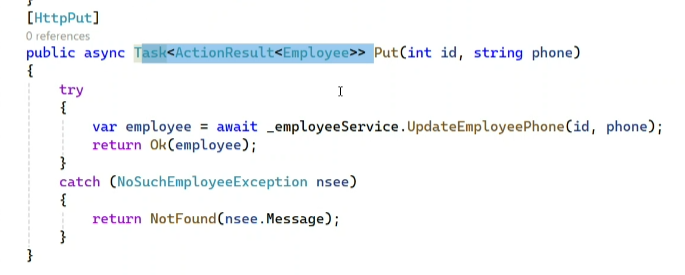 }
[HttpPut]
0 references
public async Task<ActionResult<Employee>> Put(int id, string phone)
{
try
{
var employee = await _employeeService.UpdateEmployeePhone(id, phone);
return Ok(employee);
}
catch (NoSuchEmployeeException nsee)
{
return NotFound(nsee.Message);
}
}